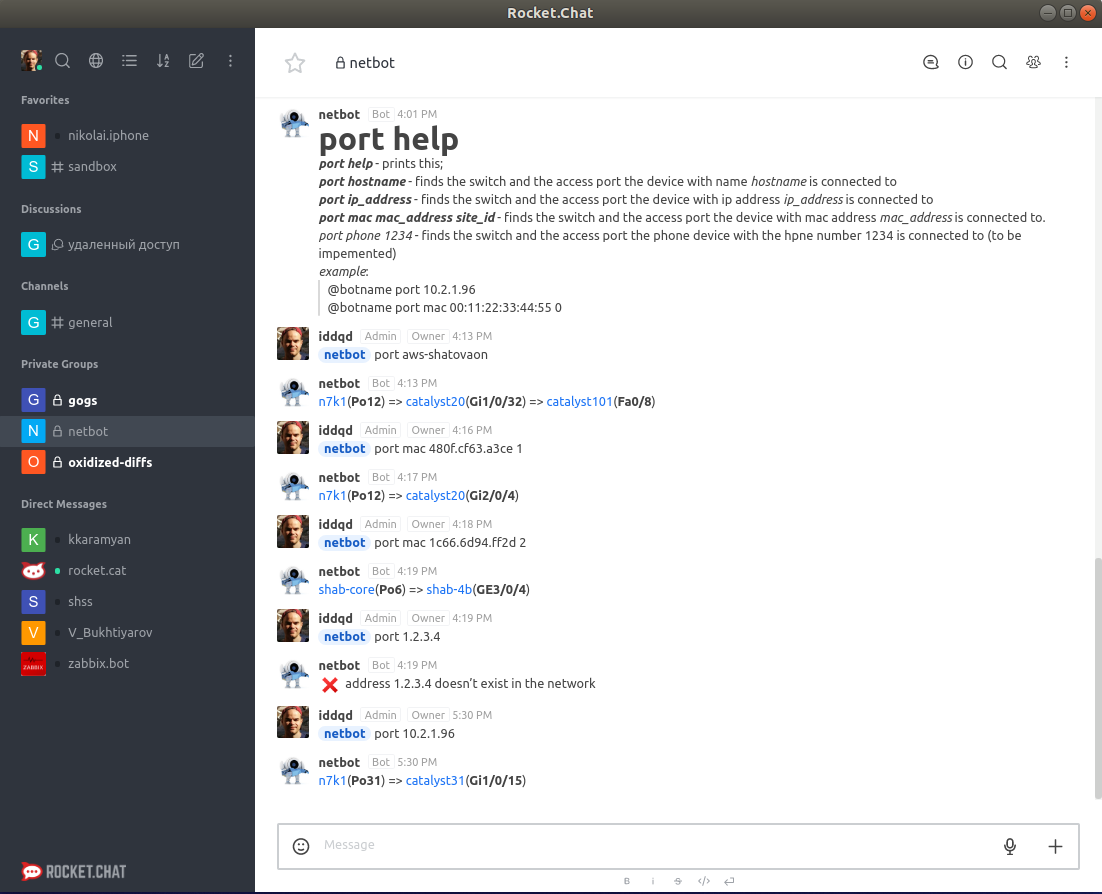 Rocket.Chat
Favorites
N nikolai.iphone
S # sandbox
Discussions
G удаленный доступ
Channels
G # general
Private Groups
G gogs
N netbot
O oxidized-diffs
Direct Messages
K kkaramyan
rocket.cat
S shss
V V_Bukhtiyarov
ZABBIX zabbix.bot
ROCKET.CHAT
netbot
netbot Bot 4:01 PM
port help
port help - prints this;
port hostname - finds the switch and the access port the device with name hostname is connected to
port ip_address - finds the switch and the access port the device with ip address ip_address is connected to
port mac mac_address site_id - finds the switch and the access port the device with mac address mac_address is connected to.
port phone 1234 - finds the switch and the access port the phone device with the hpne number 1234 is connected to (to be
impemented)
example:
@botname port 10.2.1.96
@botname port mac 00:11:22:33:44:55 0
iddqd Admin Owner 4:13 PM
netbot port aws-shatovaon
netbot Bot 4:13 PM
n7k1(Po12) => catalyst20(Gi1/0/32) => catalyst101(Fa0/8)
iddqd Admin Owner 4:16 PM
netbot port mac 480f.cf63.a3ce 1
netbot Bot 4:17 PM
n7k1(Po12) => catalyst20(Gi2/0/4)
iddqd Admin Owner 4:18 PM
netbot port mac 1c66.6d94.ff2d 2
netbot Bot 4:19 PM
shab-core(Po6) => shab-4b(GE3/0/4)
iddqd Admin Owner 4:19 PM
netbot port 1.2.3.4
netbot Bot 4:19 PM
❌ address 1.2.3.4 doesn’t exist in the network
iddqd Admin Owner 5:30 PM
netbot port 10.2.1.96
netbot Bot 5:30 PM
n7k1(Po31) => catalyst31(Gi1/0/15)
Message
B i S </>